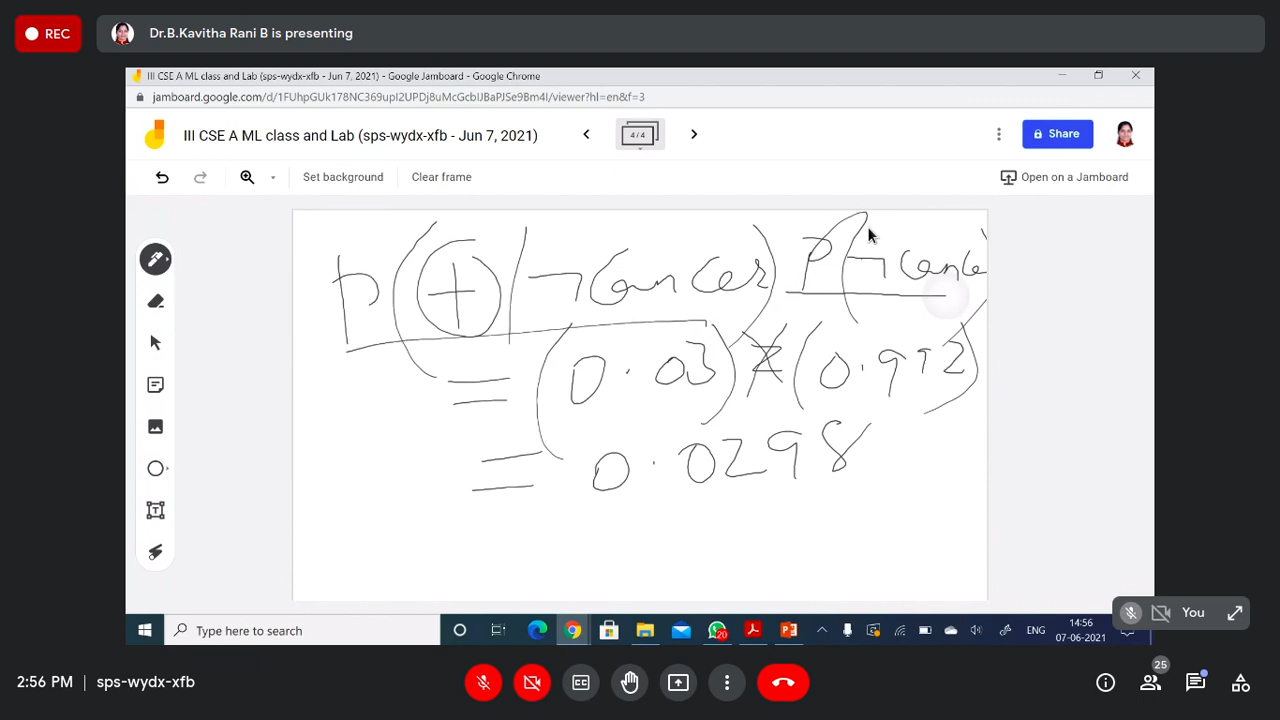 REC
Dr.B.Kavitha Rani B is presenting
III CSE A ML class and Lab (sps-wydx-xfb - Jun 7, 2021) - Google Jamboard - Google Chrome
jamboard.google.com/d/1FUhpGUk178NC369upI2UPDj8uMcGcbIJBaPJSe9Bm4I/viewer?hl=en&f=3
III CSE A ML class and Lab (sps-wydx-xfb - Jun 7, 2021)
4/4
Share
Set background
Clear frame
Open on a Jamboard
P(+|¬Cancer) P(¬Cance)
= (0.03) * (0.992)
= 0.0298
You
Type here to search
20
ENG
14:56
07-06-2021
2:56 PM | sps-wydx-xfb
CC
25